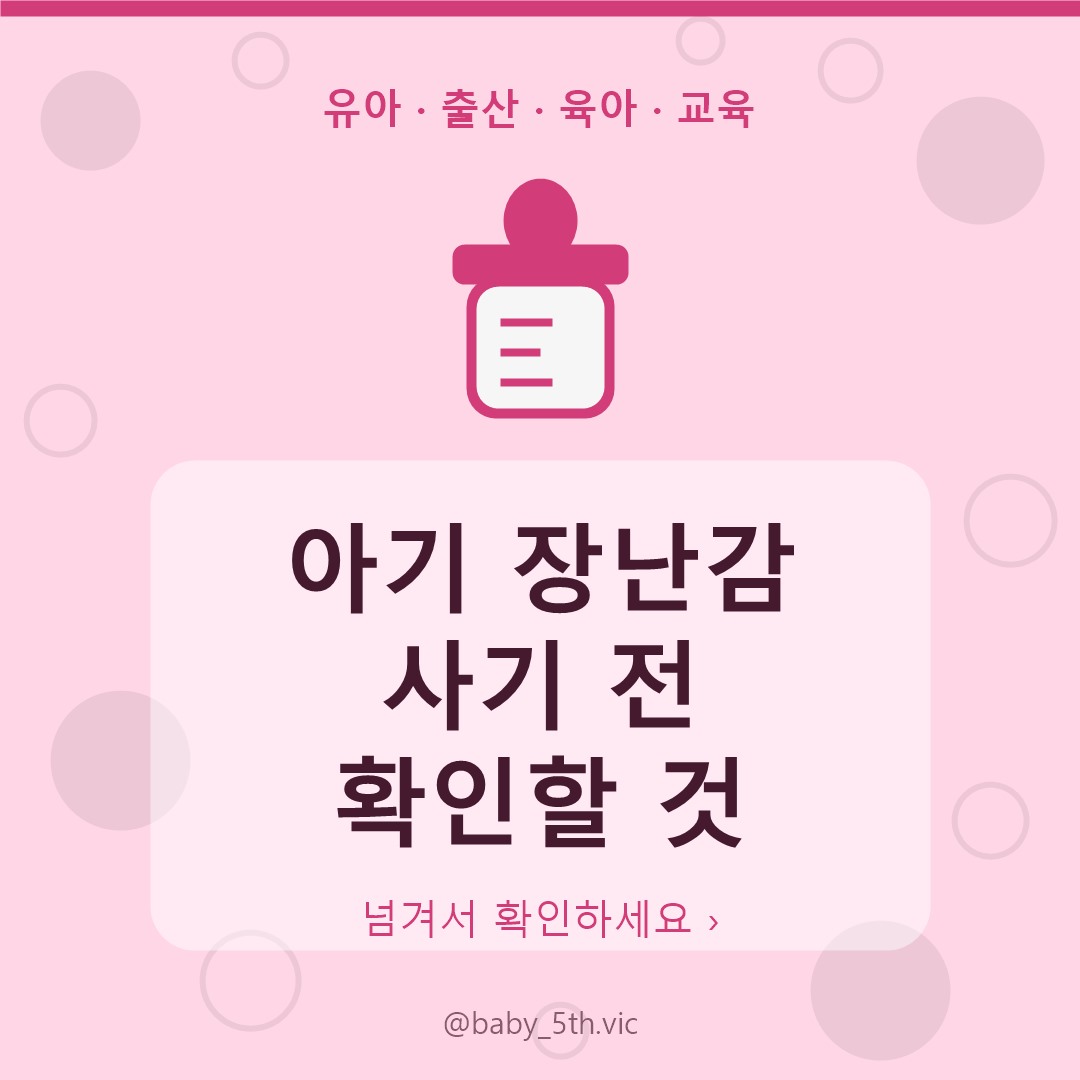 유아 · 출산 · 육아 · 교육
아기 장난감
사기 전
확인할 것
넘겨서 확인하세요 ›
@baby_5th.vic